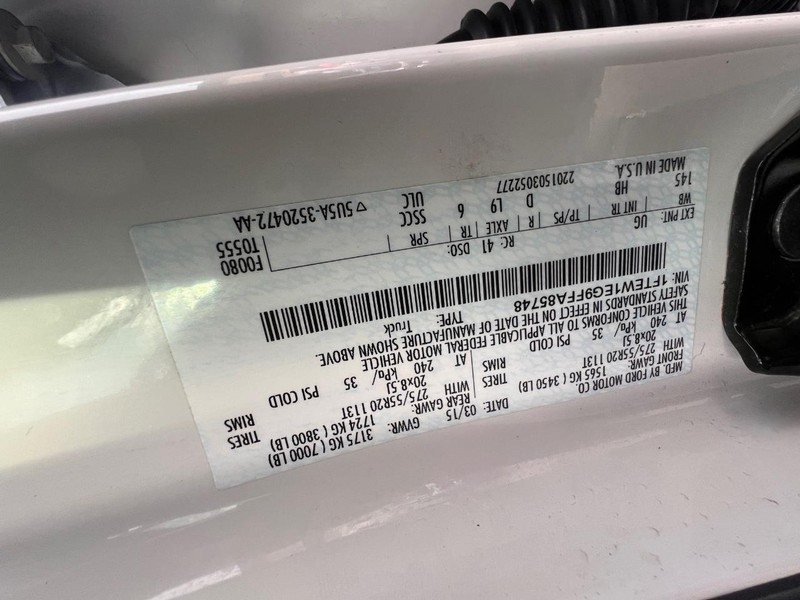 MFD. BY FORD MOTOR CO
DATE: 03/15 GVWR: 3175 KG ( 7000 LB)
FRONT GAWR: 1565 KG ( 3450 LB) REAR GAWR: 1724 KG ( 3800 LB)
WITH 275/55R20 113T TIRES WITH 275/55R20 113T TIRES
20x8.5J RIMS 20x8.5J RIMS
AT 240 kPa/ 35 PSI COLD AT 240 kPa/ 35 PSI COLD
THIS VEHICLE CONFORMS TO ALL APPLICABLE FEDERAL MOTOR VEHICLE
SAFETY STANDARDS IN EFFECT ON THE DATE OF MANUFACTURE SHOWN ABOVE.
VIN: 1FTEW1EG9FFA85748 TYPE: Truck
F0080
T0555
EXT PNT: UG RC: 41 DSO:
WB INT TR TP/PS R AXLE TR SPR
145 HB D L9 6 SSCC
ULC
MADE IN U.S.A. 2201503052277 5U5A-3520472-AA